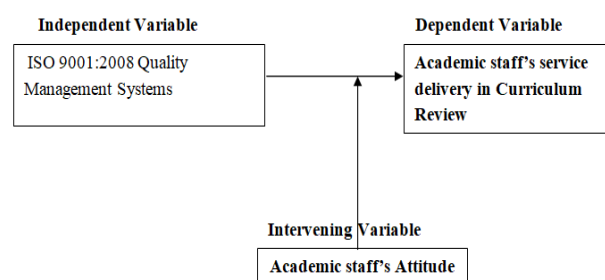 Independent Variable
Dependent Variable
ISO 9001:2008 Quality
Management Systems
Academic staff's service
delivery in Curriculum
Review
Intervening Variable
Academic staff's Attitude